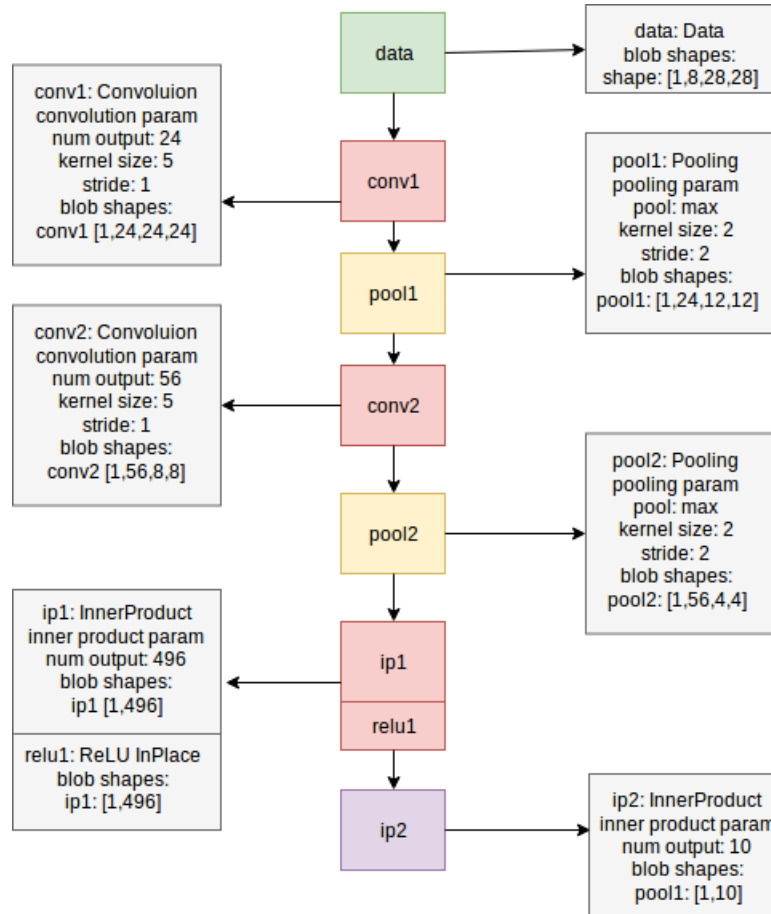 data
data: Data
blob shapes:
shape: [1,8,28,28]
conv1: Convoluion
convolution param
num output: 24
kernel size: 5
stride: 1
blob shapes:
conv1 [1,24,24,24]
conv1
pool1: Pooling
pooling param
pool: max
kernel size: 2
stride: 2
blob shapes:
pool1: [1,24,12,12]
pool1
conv2: Convoluion
convolution param
num output: 56
kernel size: 5
stride: 1
blob shapes:
conv2 [1,56,8,8]
conv2
pool2: Pooling
pooling param
pool: max
kernel size: 2
stride: 2
blob shapes:
pool2: [1,56,4,4]
pool2
ip1: InnerProduct
inner product param
num output: 496
blob shapes:
ip1 [1,496]
ip1
relu1
relu1: ReLU InPlace
blob shapes:
ip1: [1,496]
ip2
ip2: InnerProduct
inner product param
num output: 10
blob shapes:
pool1: [1,10]